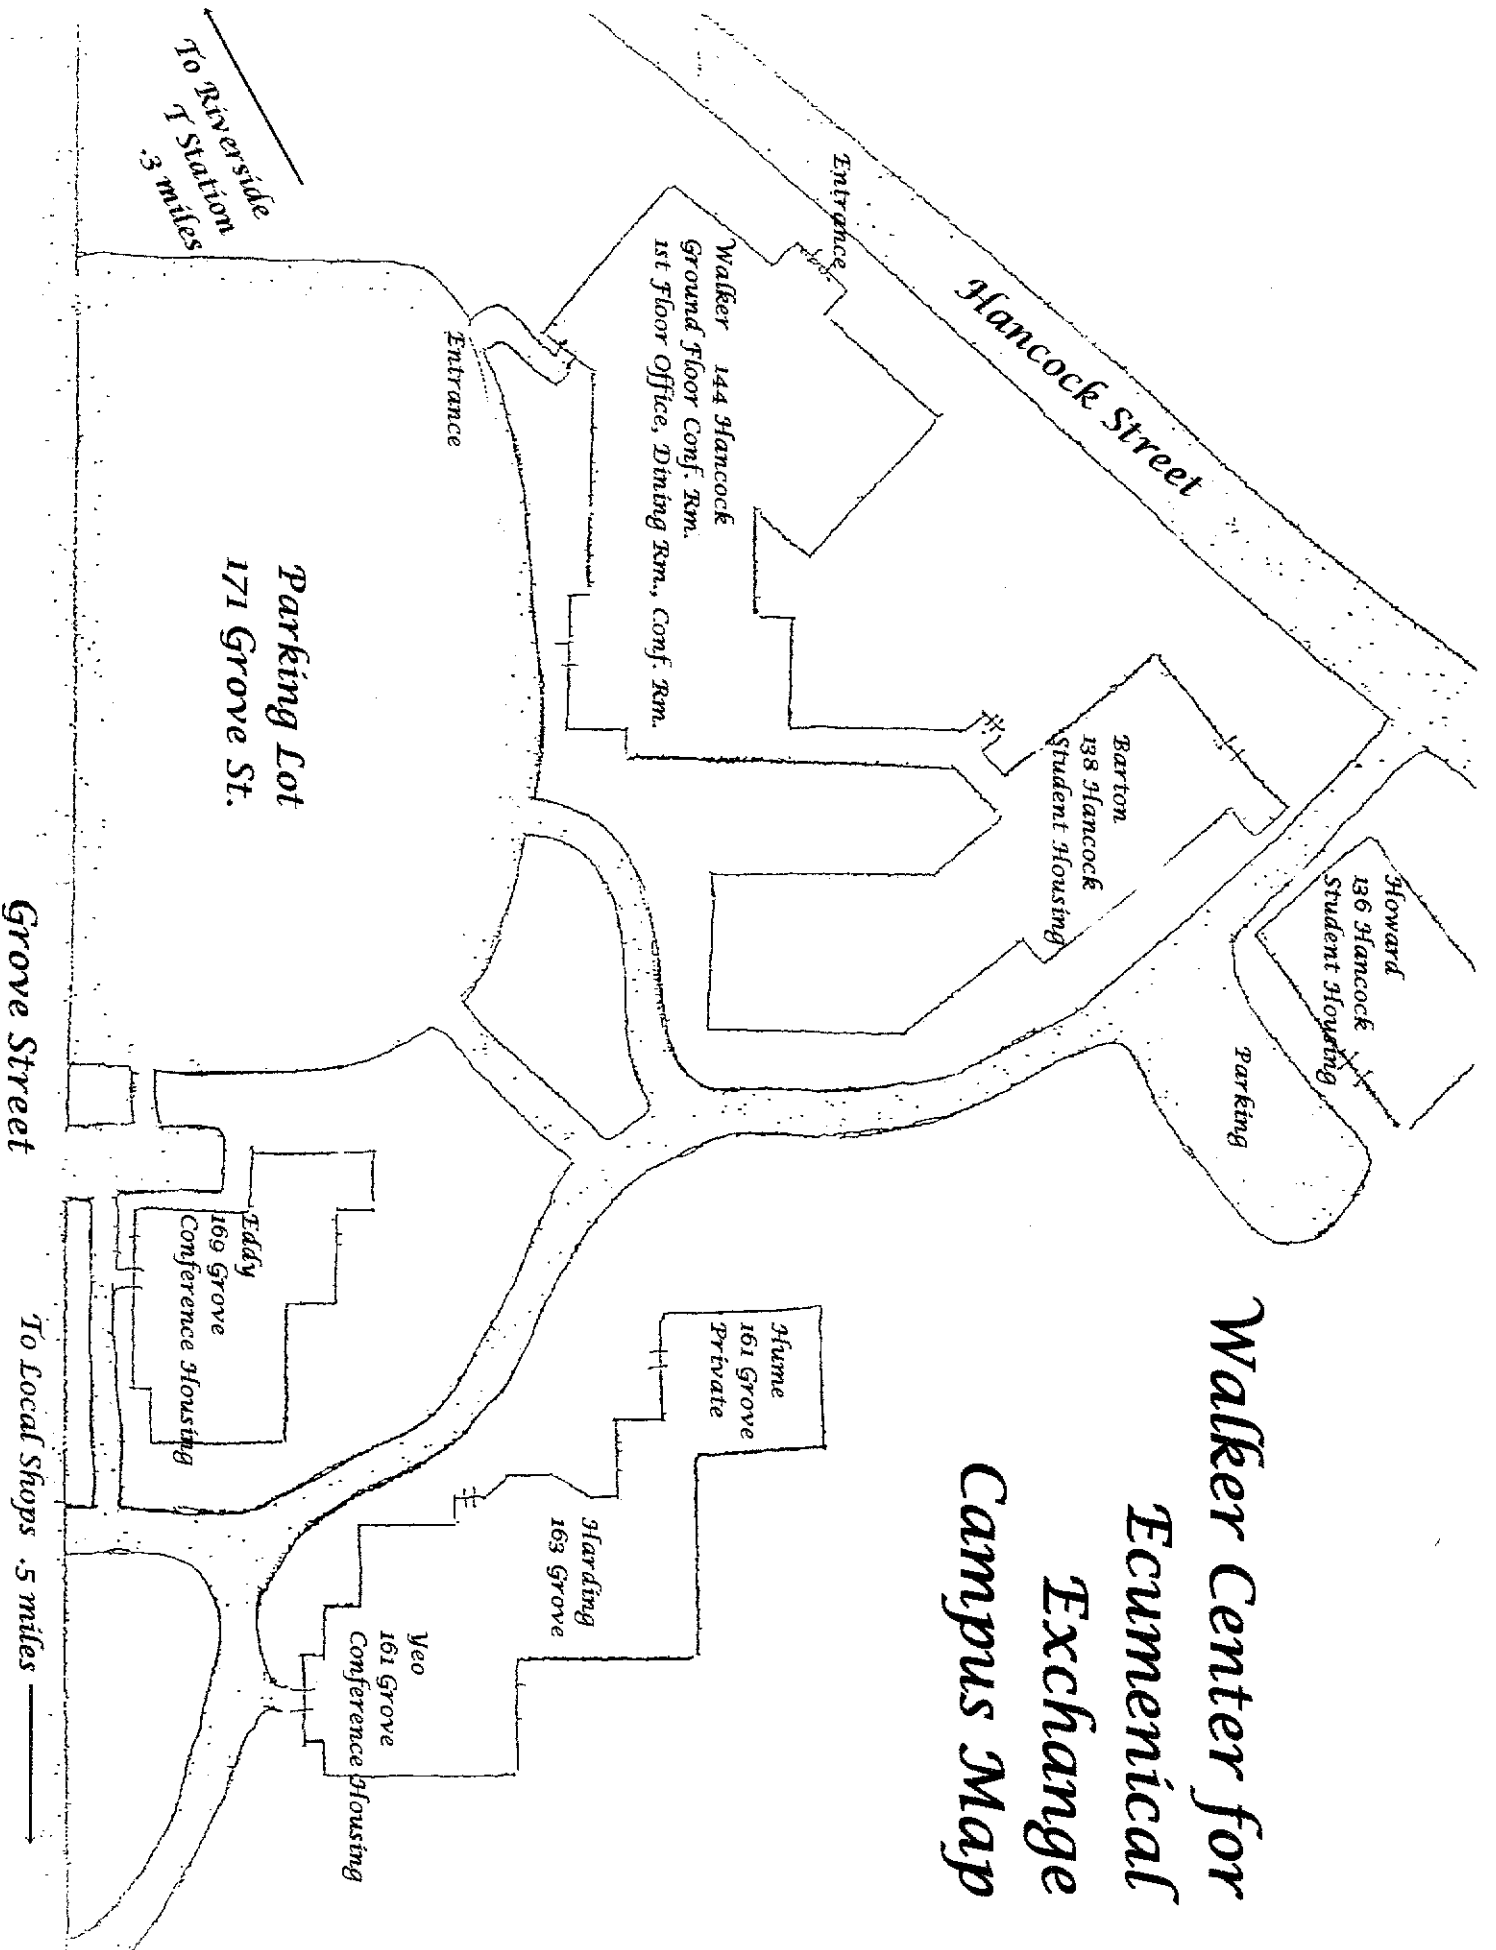 Walker Center for
Ecumenical
Exchange
Campus Map
Hancock Street
Howard
136 Hancock
Student Housing
Parking
Barton
138 Hancock
Student Housing
Entrance
Walker 144 Hancock
Ground Floor Conf. Rm.
1st Floor Office, Dining Rm., Conf. Rm.
Entrance
Hume
161 Grove
Private
Harding
163 Grove
Yeo
161 Grove
Conference Housing
Parking Lot
171 Grove St.
Eddy
169 Grove
Conference Housing
To Riverside
T Station
.3 miles
Grove Street
To Local Shops .5 miles